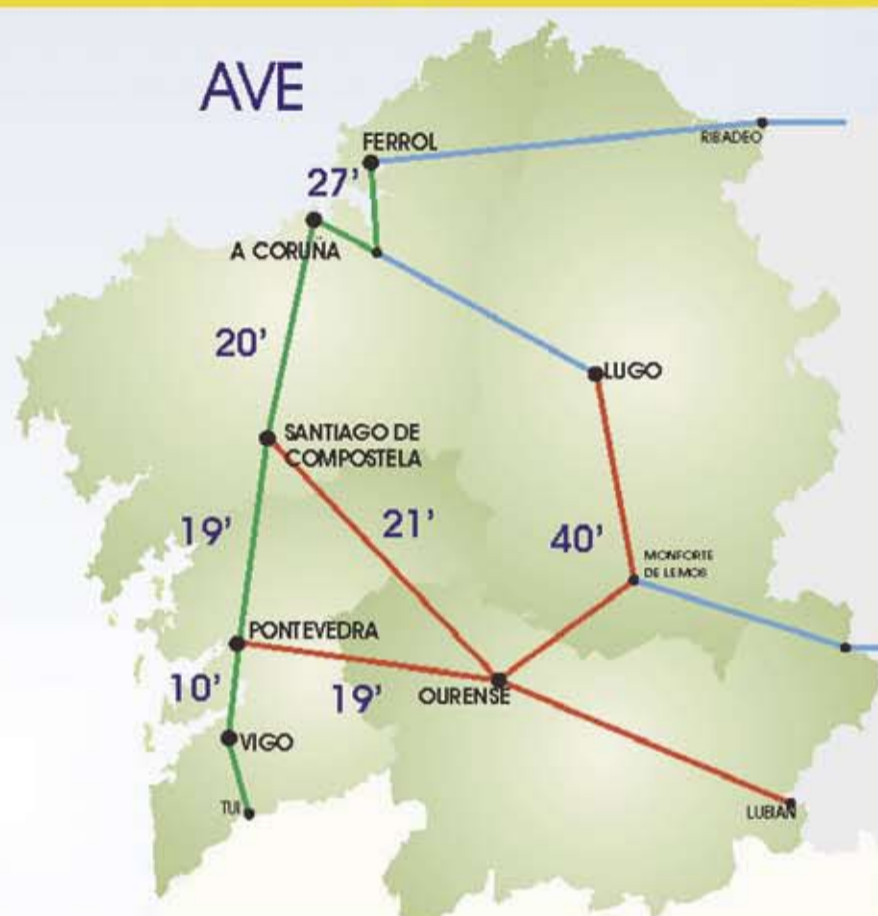 AVE
FERROL
RIBADEO
27'
A CORUÑA
20'
LUGO
SANTIAGO DE
COMPOSTELA
19'
21'
40'
MONFORTE
DE LEMOS
PONTEVEDRA
10'
19'
OURENSE
VIGO
TUI
LUBIAN